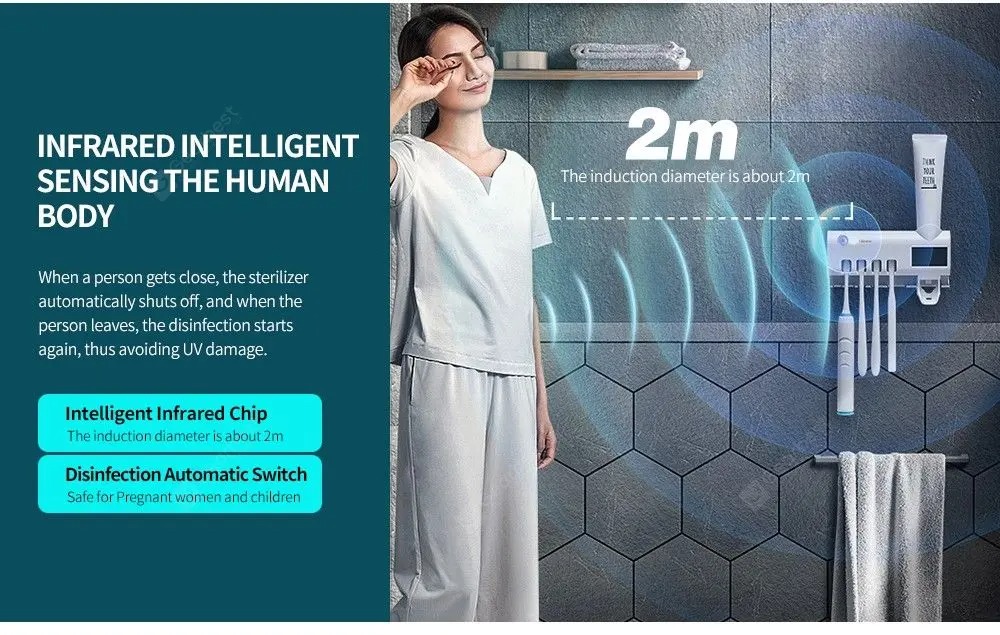 INFRARED INTELLIGENT
SENSING THE HUMAN
BODY
When a person gets close, the sterilizer
automatically shuts off, and when the
person leaves, the disinfection starts
again, thus avoiding UV damage.
Intelligent Infrared Chip
The induction diameter is about 2m
Disinfection Automatic Switch
Safe for Pregnant women and children
2m
The induction diameter is about 2m
THINK
YOUR
TEETH